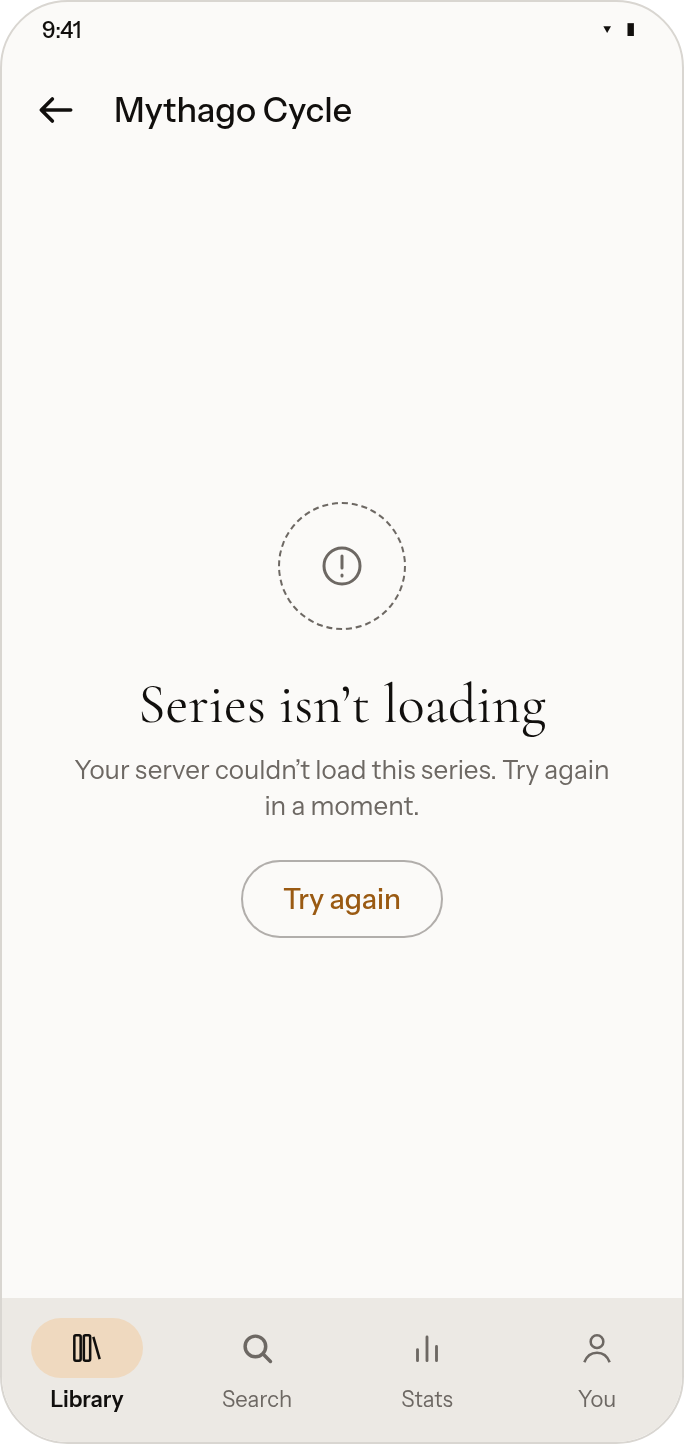 9:41
Mythago Cycle
Series isn’t loading
Your server couldn’t load this series. Try again
in a moment.
Try again
Library
Search
Stats
You